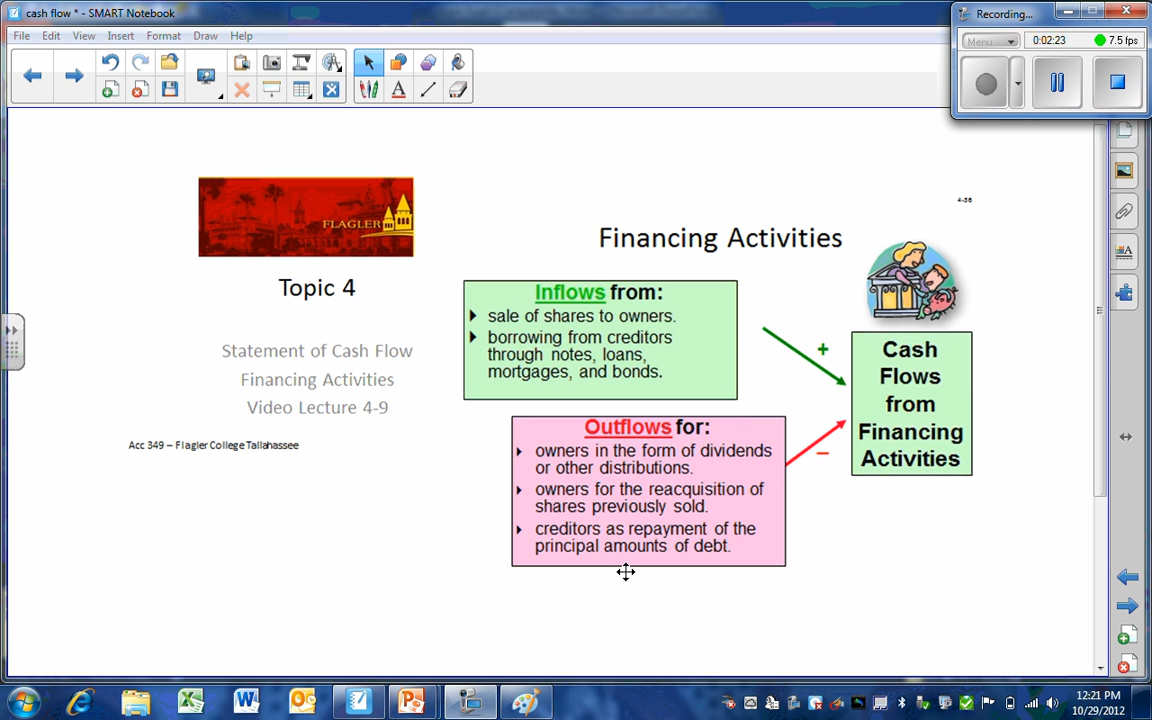 cash flow * - SMART Notebook
Recording...
File Edit View Insert Format Draw Help
Menu
0:02:23
7.5 fps
4-36
FLAGLER
Financing Activities
Topic 4
Inflows from:
sale of shares to owners.
borrowing from creditors
through notes, loans,
mortgages, and bonds.
+
Cash
Flows
from
Financing
Activities
Statement of Cash Flow
Financing Activities
Video Lecture 4-9
Acc 349 – Flagler College Tallahassee
Outflows for:
owners in the form of dividends
or other distributions.
owners for the reacquisition of
shares previously sold.
creditors as repayment of the
principal amounts of debt.
–
12:21 PM
10/29/2012